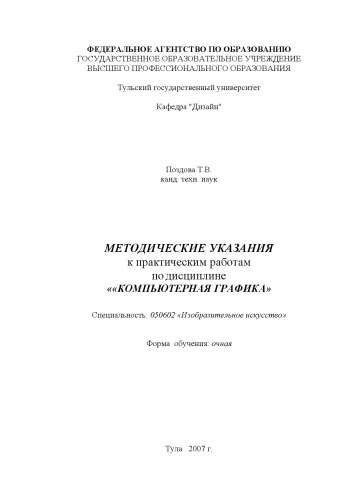 ФЕДЕРАЛЬНОЕ АГЕНТСТВО ПО ОБРАЗОВАНИЮ
ГОСУДАРСТВЕННОЕ ОБРАЗОВАТЕЛЬНОЕ УЧРЕЖДЕНИЕ
ВЫСШЕГО ПРОФЕССИОНАЛЬНОГО ОБРАЗОВАНИЯ
Тульский государственный университет
Кафедра "Дизайн"
Поздова Т.В.
канд. техн. наук
МЕТОДИЧЕСКИЕ УКАЗАНИЯ
к практическим работам
по дисциплине
««КОМПЬЮТЕРНАЯ ГРАФИКА»
Специальность: 050602 «Изобразительное искусство»
Форма обучения: очная
Тула 2007 г.